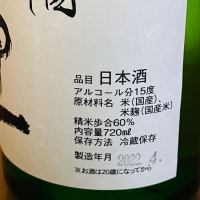 酒
品目 日本酒
アルコール分15度
原材料名 米(国産)、
米麹(国産米)
精米歩合60%
内容量720ml
保存方法 冷蔵保存
製造年月 2022.4.
※お酒は20歳になってから